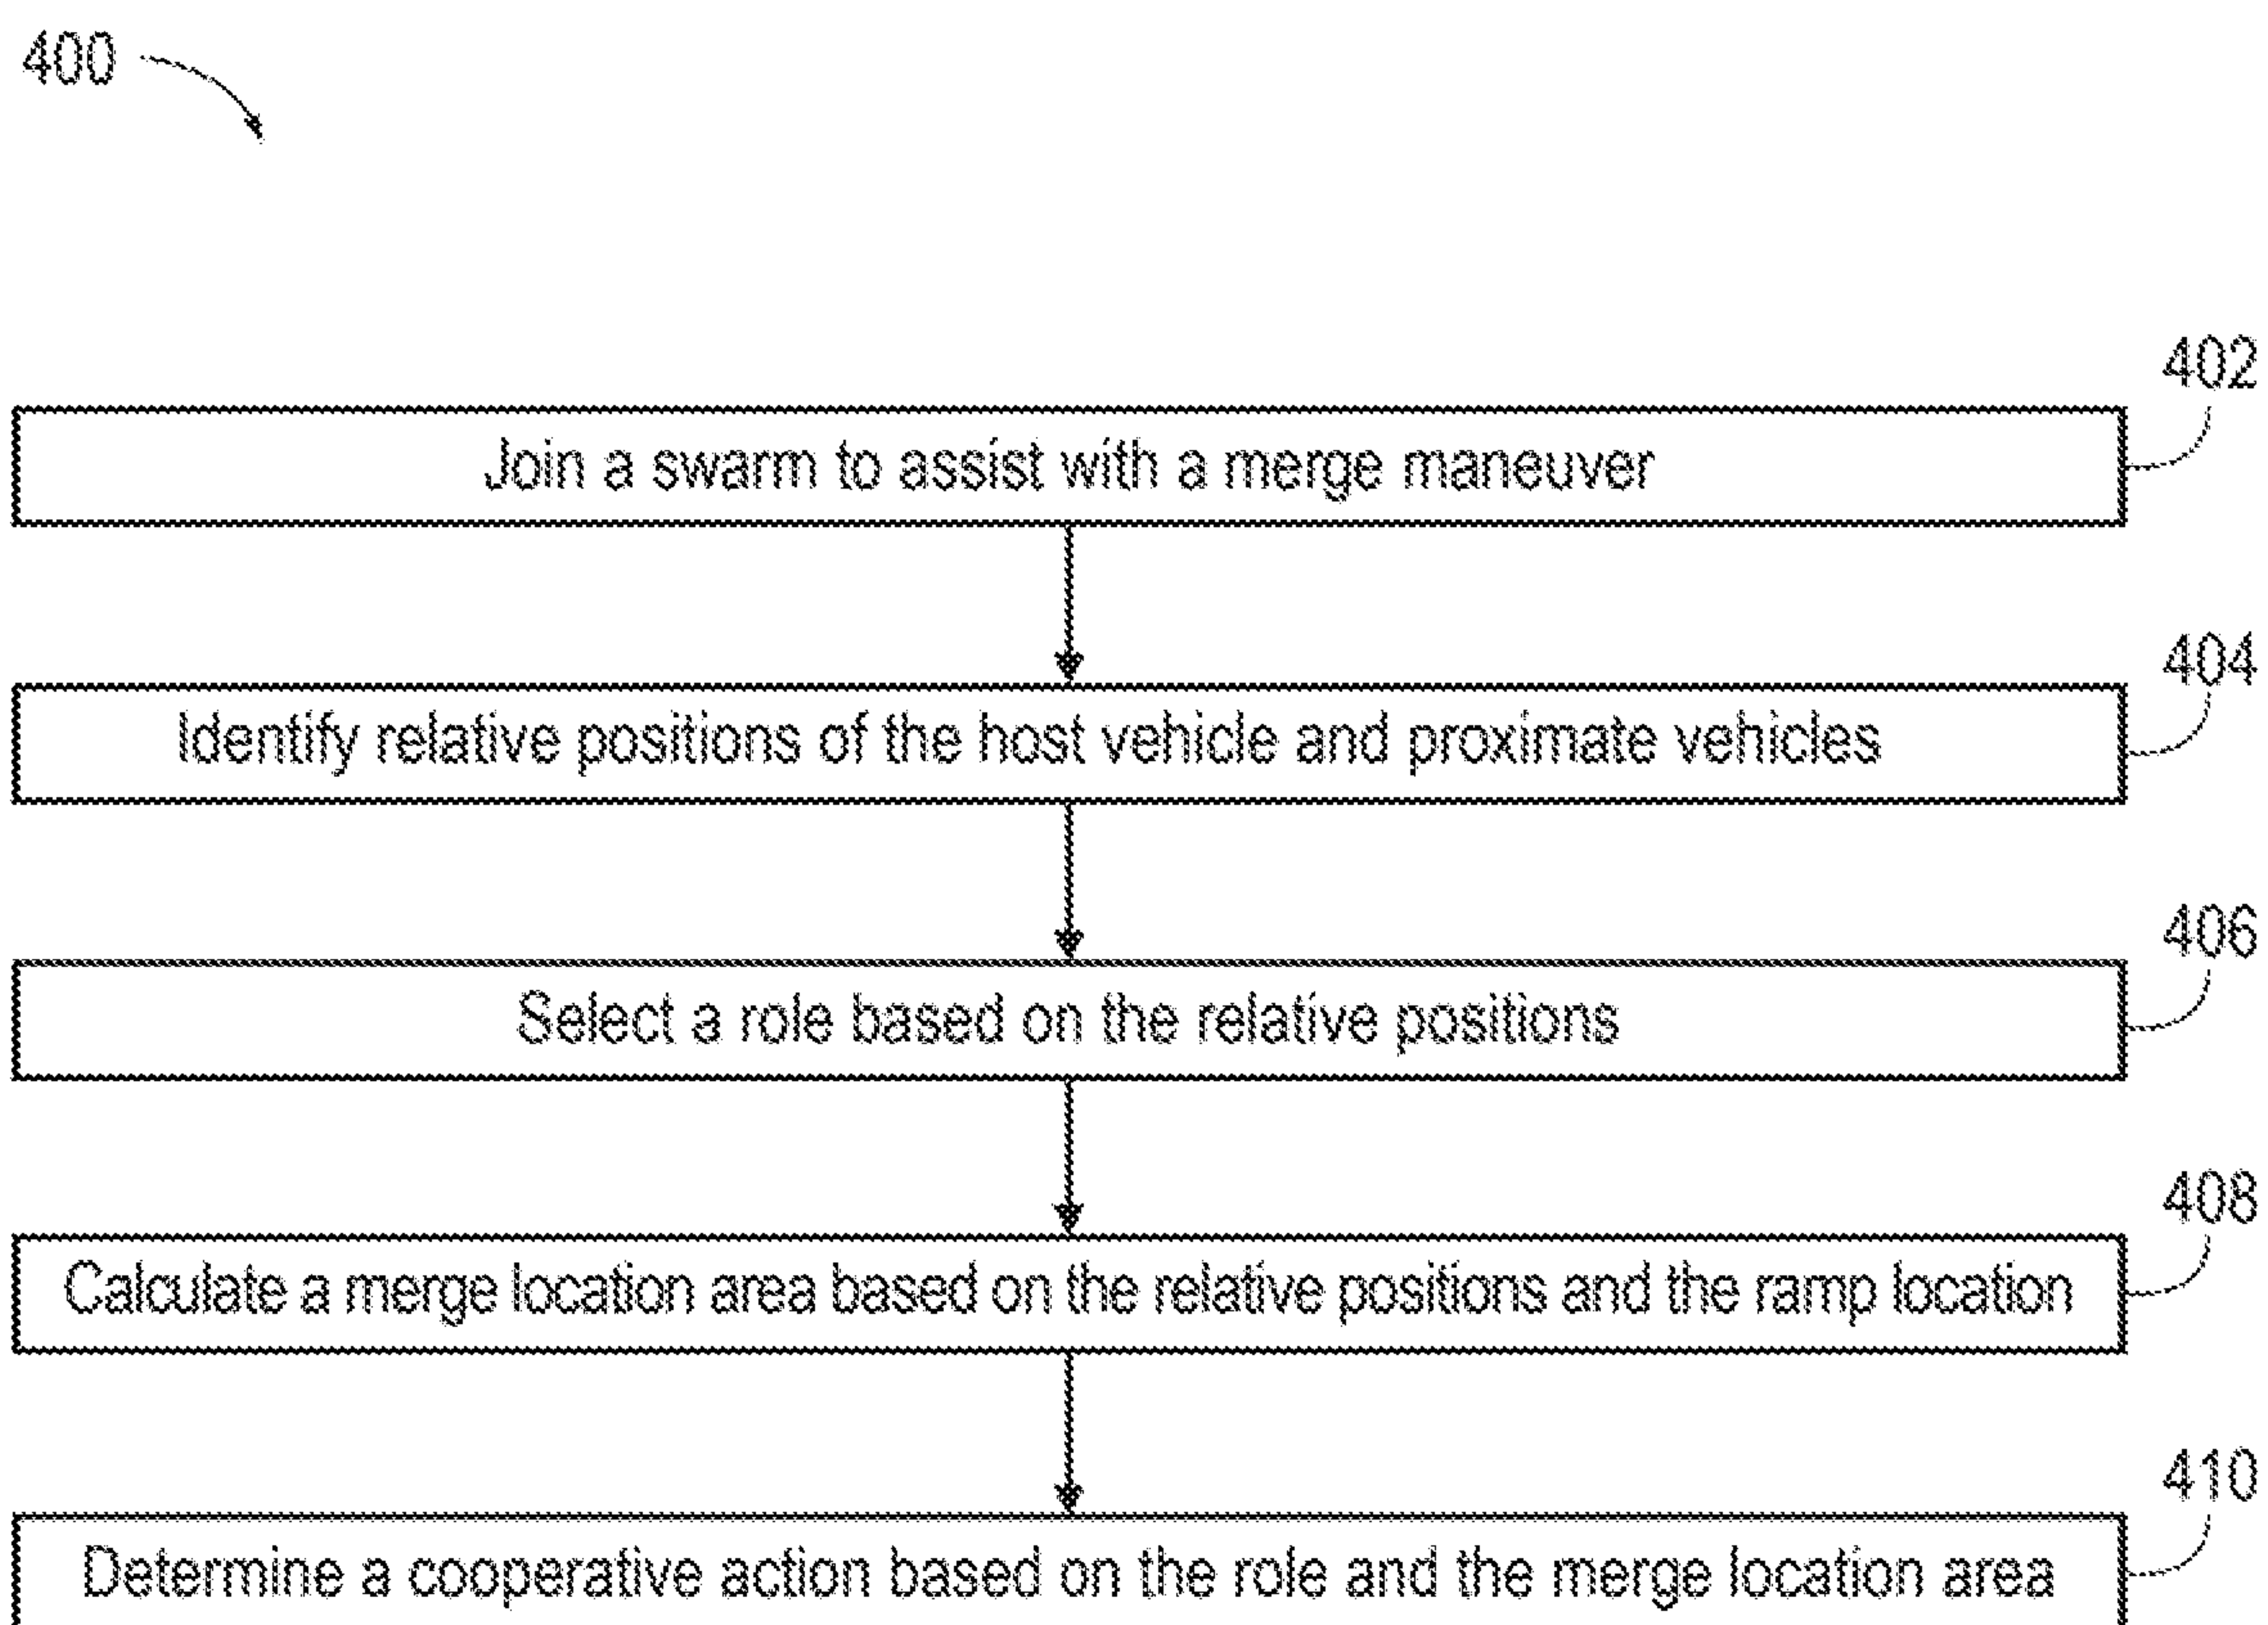 400
402
Join a swarm to assist with a merge maneuver
404
Identify relative positions of the host vehicle and proximate vehicles
406
Select a role based on the relative positions
408
Calculate a merge location area based on the relative positions and the ramp location
410
Determine a cooperative action based on the role and the merge location area